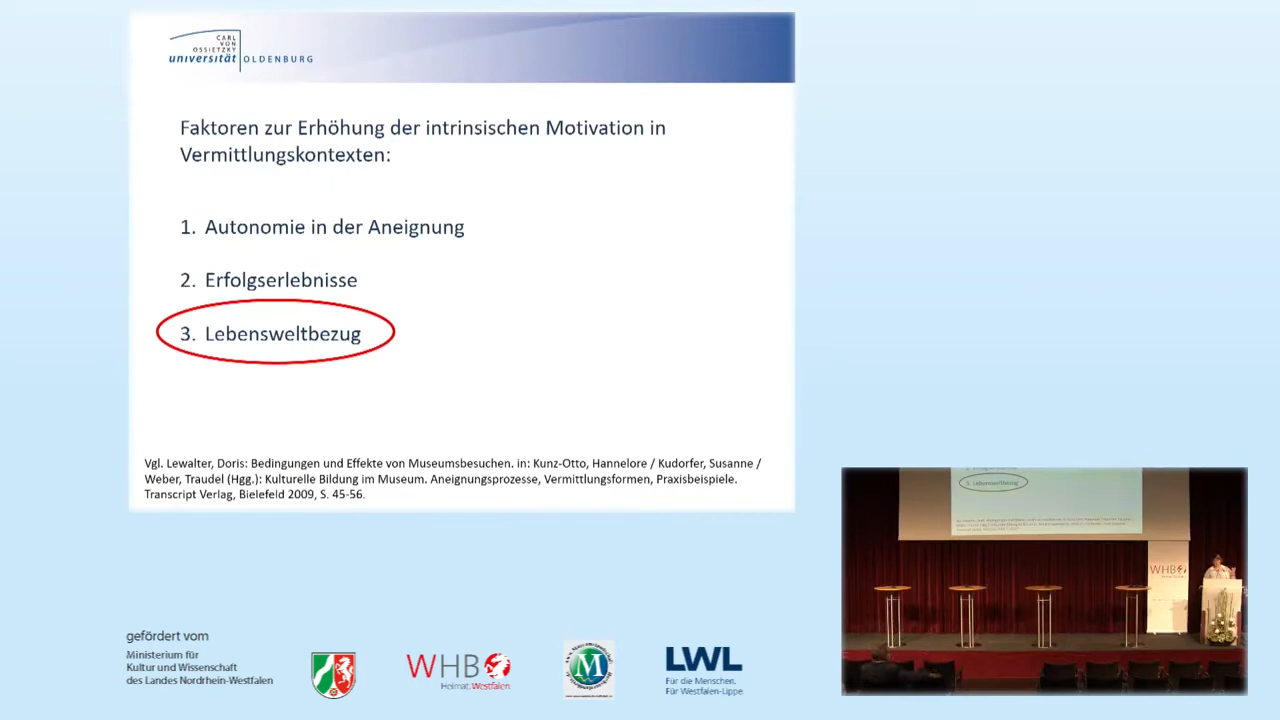 CARL
VON
OSSIETZKY
universität OLDENBURG
Faktoren zur Erhöhung der intrinsischen Motivation in
Vermittlungskontexten:
1. Autonomie in der Aneignung
2. Erfolgserlebnisse
3. Lebensweltbezug
Vgl. Lewalter, Doris: Bedingungen und Effekte von Museumsbesuchen. in: Kunz-Otto, Hannelore / Kudorfer, Susanne /
Weber, Traudel (Hgg.): Kulturelle Bildung im Museum. Aneignungsprozesse, Vermittlungsformen, Praxisbeispiele.
Transcript Verlag, Bielefeld 2009, S. 45-56.
3. Lebensweltbezug
WHB
gefördert vom
Ministerium für
Kultur und Wissenschaft
des Landes Nordrhein-Westfalen
WHB
Heimat. Westfalen.
M
LWL
Für die Menschen.
Für Westfalen-Lippe.